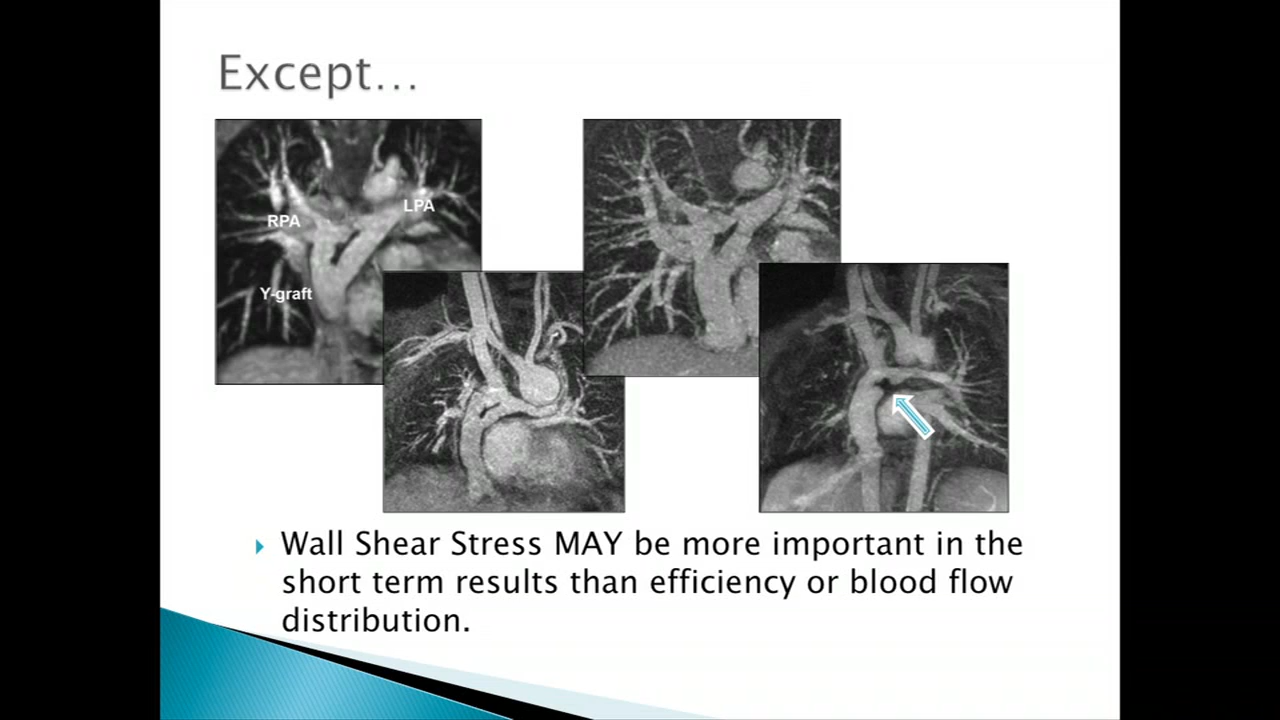 Except...
RPA
LPA
Y-graft
Wall Shear Stress MAY be more important in the
short term results than efficiency or blood flow
distribution.